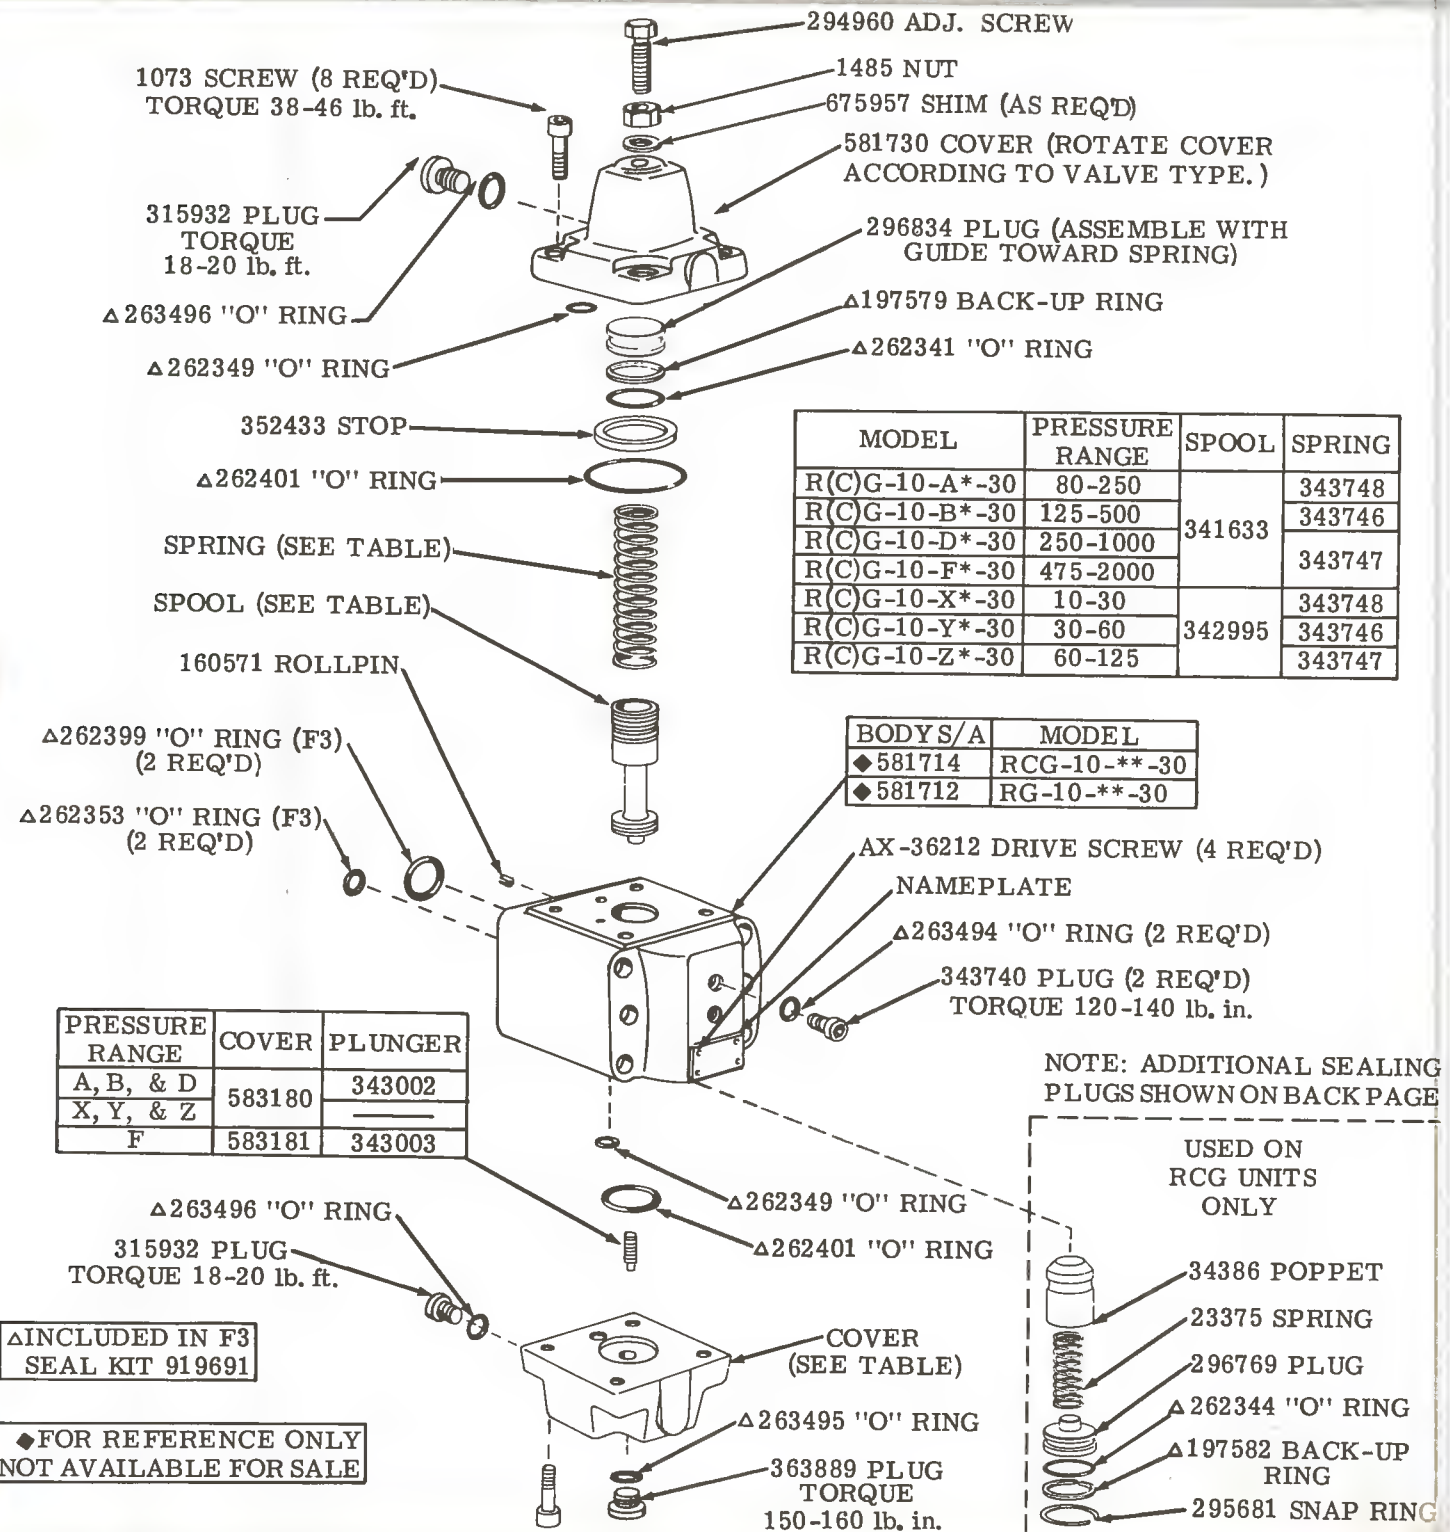 294960 ADJ. SCREW
1073 SCREW (8 REQ'D)
TORQUE 38-46 lb. ft.
1485 NUT
675957 SHIM (AS REQ'D)
581730 COVER (ROTATE COVER
ACCORDING TO VALVE TYPE.)
315932 PLUG
TORQUE
18-20 lb. ft.
296834 PLUG (ASSEMBLE WITH
GUIDE TOWARD SPRING)
△263496 "O" RING
△197579 BACK-UP RING
△262349 "O" RING
△262341 "O" RING
352433 STOP
△262401 "O" RING
SPRING (SEE TABLE)
SPOOL (SEE TABLE)
160571 ROLLPIN
MODEL PRESSURE RANGE SPOOL SPRING
R(C)G-10-A*-30 80-250 341633 343748
R(C)G-10-B*-30 125-500 343746
R(C)G-10-D*-30 250-1000 343747
R(C)G-10-F*-30 475-2000
R(C)G-10-X*-30 10-30 342995 343748
R(C)G-10-Y*-30 30-60 343746
R(C)G-10-Z*-30 60-125 343747
△262399 "O" RING (F3)
(2 REQ'D)
△262353 "O" RING (F3)
(2 REQ'D)
BODY S/A MODEL
◆581714 RCG-10-**-30
◆581712 RG-10-**-30
AX-36212 DRIVE SCREW (4 REQ'D)
NAMEPLATE
△263494 "O" RING (2 REQ'D)
343740 PLUG (2 REQ'D)
TORQUE 120-140 lb. in.
PRESSURE RANGE COVER PLUNGER
A, B, & D 583180 343002
X, Y, & Z ———
F 583181 343003
NOTE: ADDITIONAL SEALING
PLUGS SHOWN ON BACK PAGE
USED ON
RCG UNITS
ONLY
△262349 "O" RING
△262401 "O" RING
△263496 "O" RING
315932 PLUG
TORQUE 18-20 lb. ft.
34386 POPPET
23375 SPRING
296769 PLUG
△262344 "O" RING
△197582 BACK-UP
RING
295681 SNAP RING
COVER
(SEE TABLE)
△263495 "O" RING
363889 PLUG
TORQUE
150-160 lb. in.
△INCLUDED IN F3
SEAL KIT 919691
◆FOR REFERENCE ONLY
NOT AVAILABLE FOR SALE